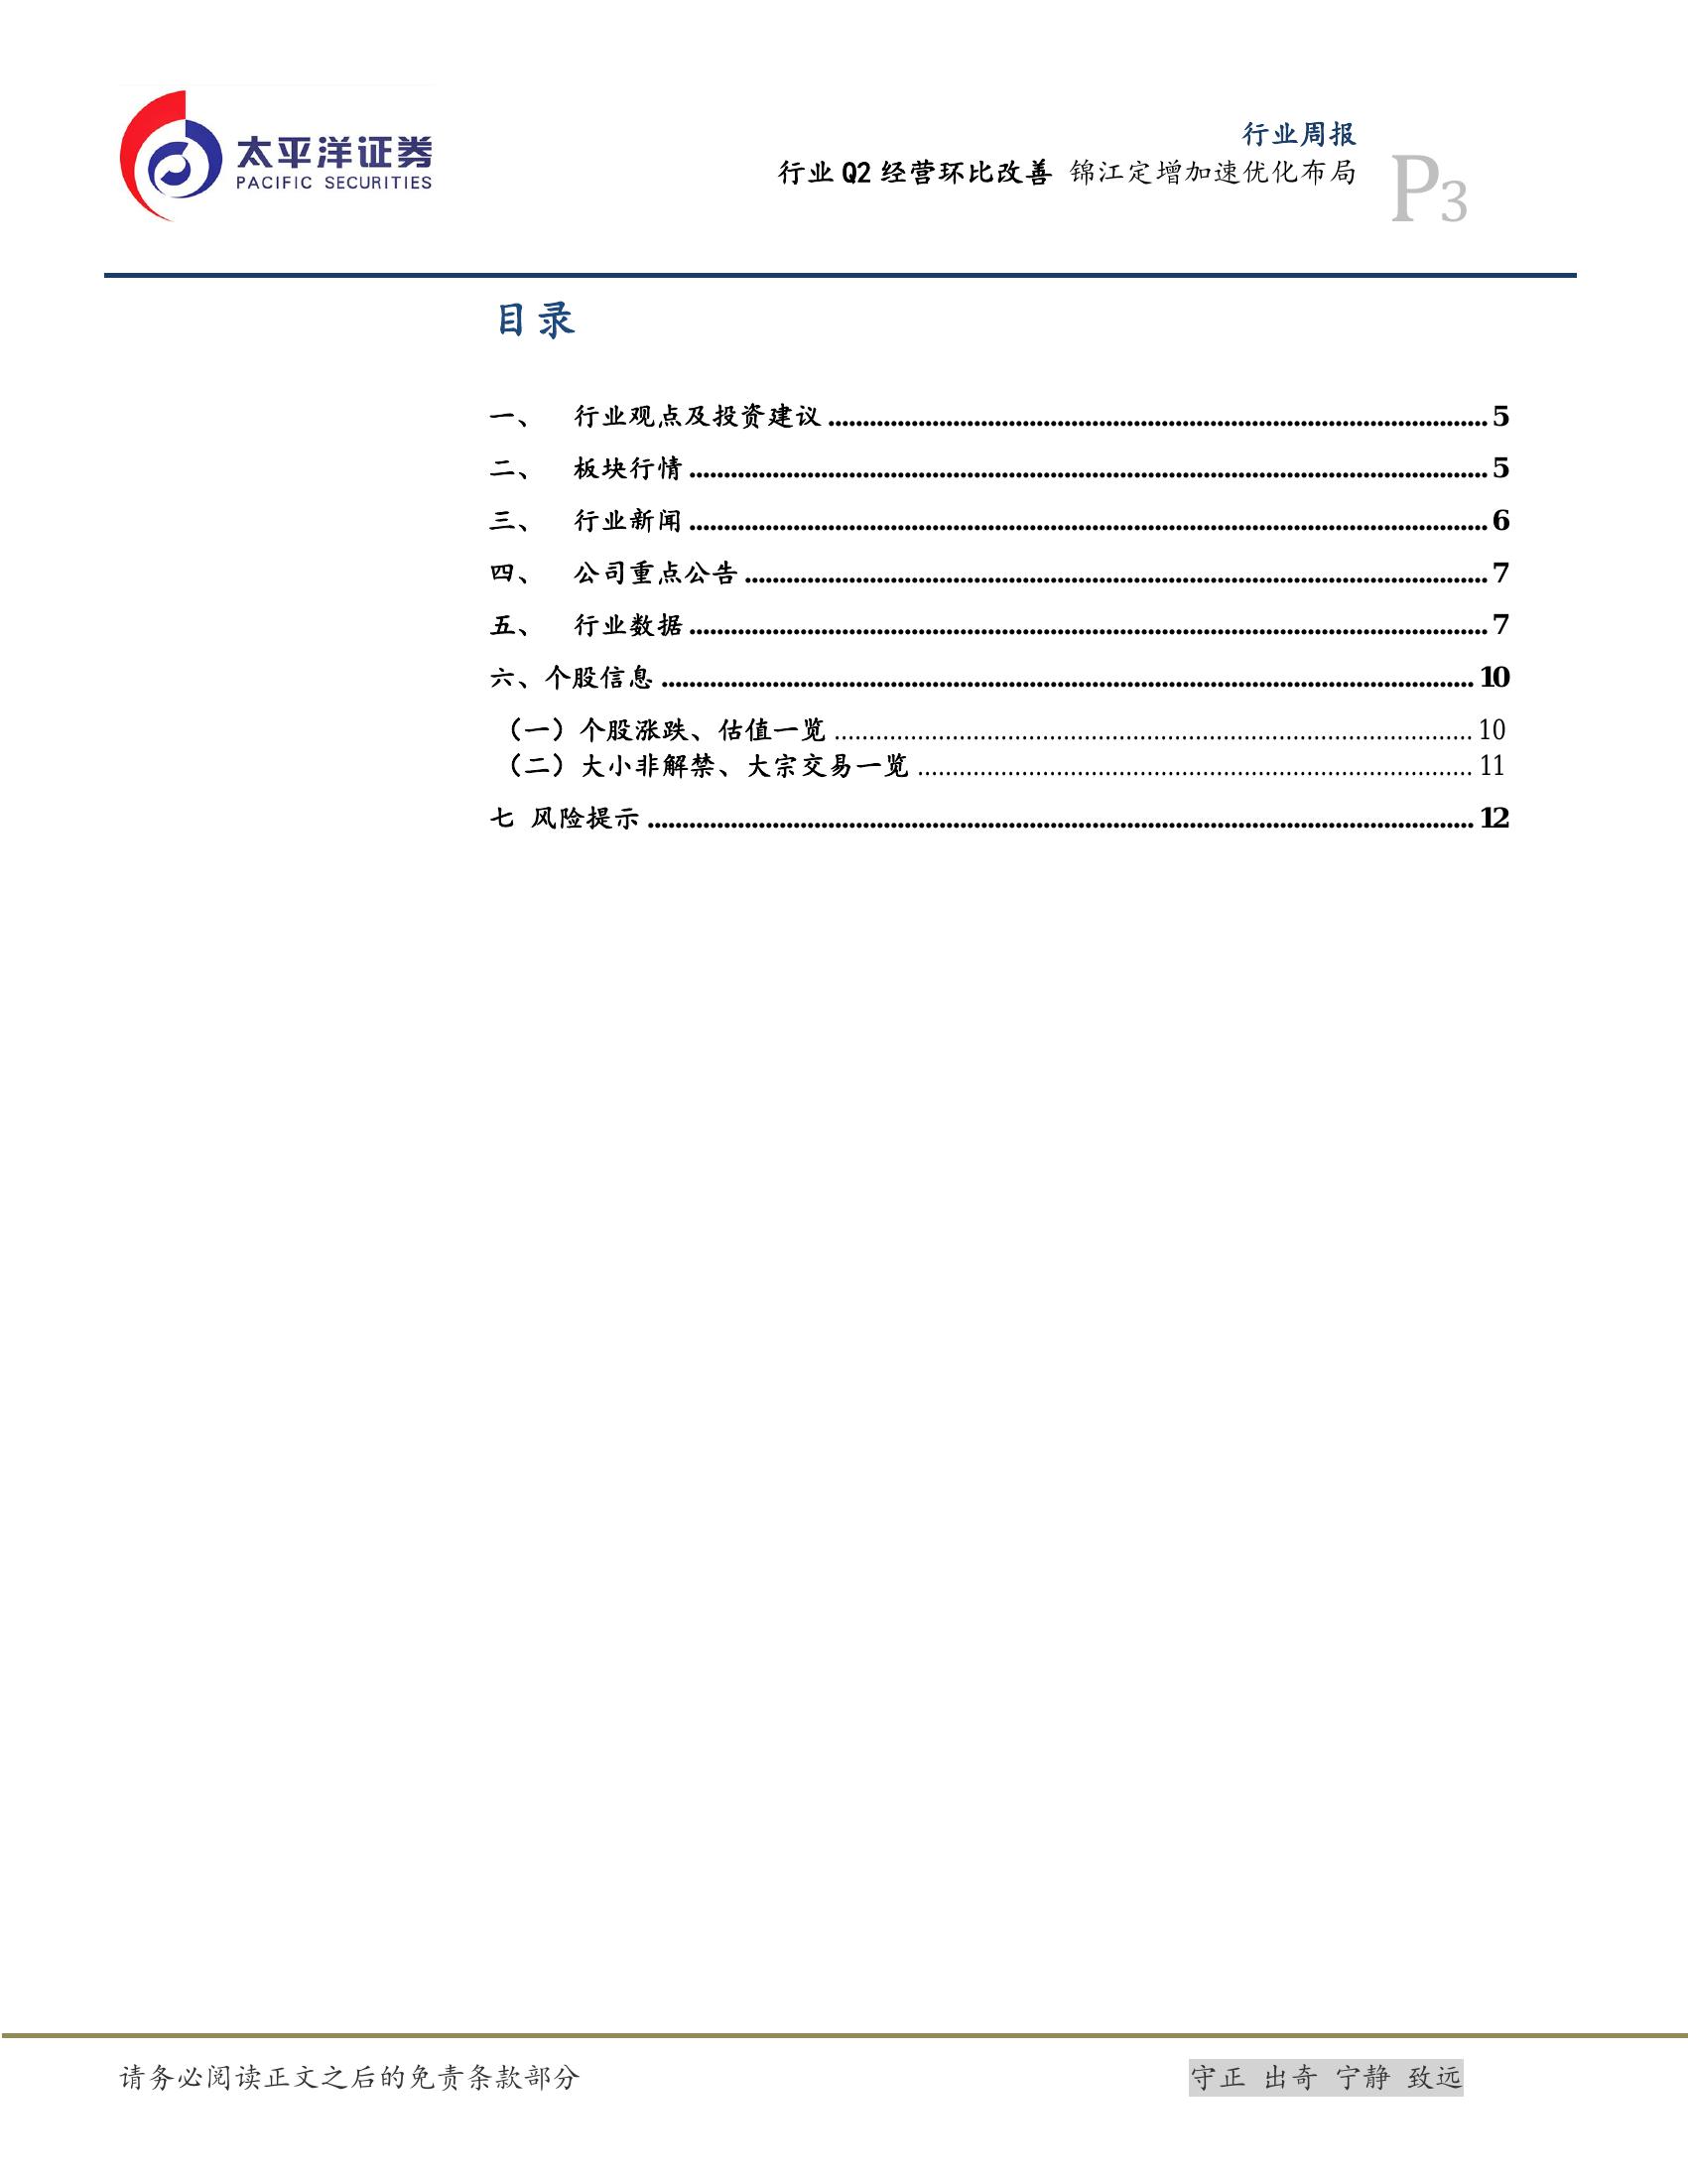 太平洋证券
PACIFIC SECURITIES
行业周报
行业 Q2 经营环比改善 锦江定增加速优化布局
P3
目录
一、 行业观点及投资建议 5
二、 板块行情 5
三、 行业新闻 6
四、 公司重点公告 7
五、 行业数据 7
六、个股信息 10
（一）个股涨跌、估值一览 10
（二）大小非解禁、大宗交易一览 11
七 风险提示 12
请务必阅读正文之后的免责条款部分
守正 出奇 宁静 致远